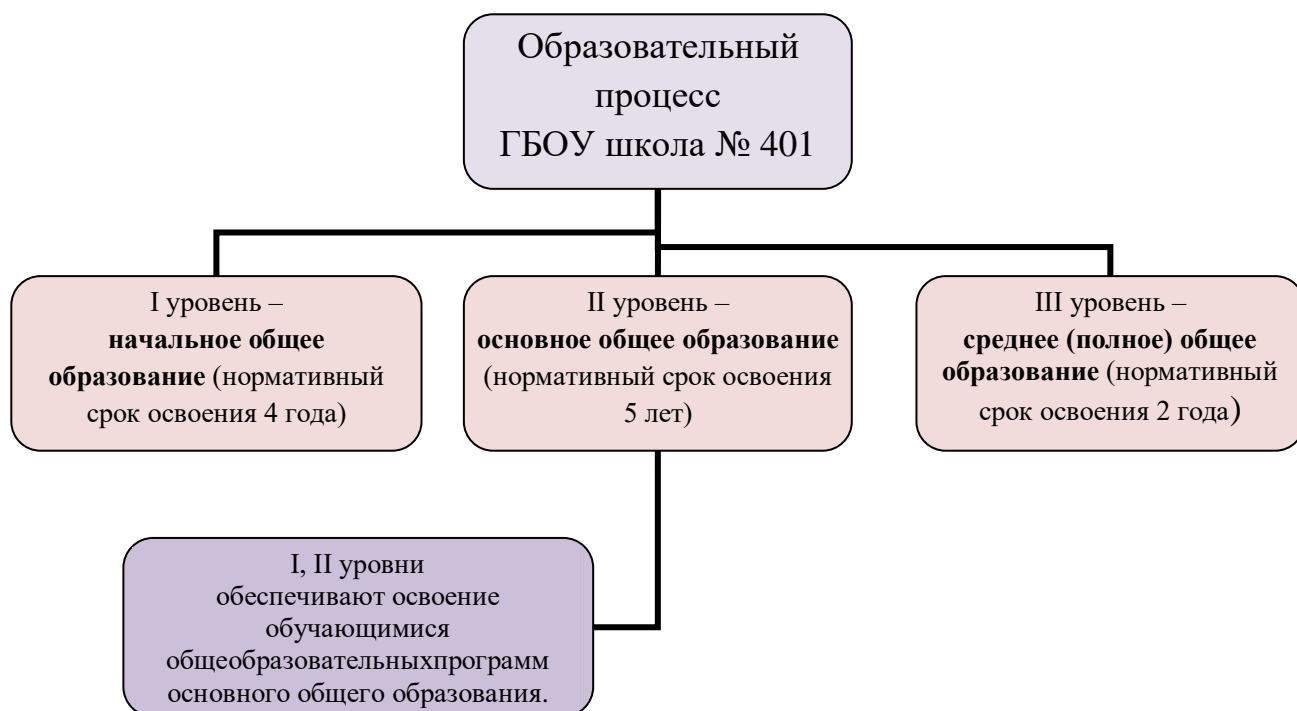 Образовательный
процесс
ГБОУ школа № 401
I уровень –
начальное общее
образование (нормативный
срок освоения 4 года)
II уровень –
основное общее образование
(нормативный срок освоения
5 лет)
III уровень –
среднее (полное) общее
образование (нормативный
срок освоения 2 года)
I, II уровни
обеспечивают освоение
обучающимися
общеобразовательныхпрограмм
основного общего образования.